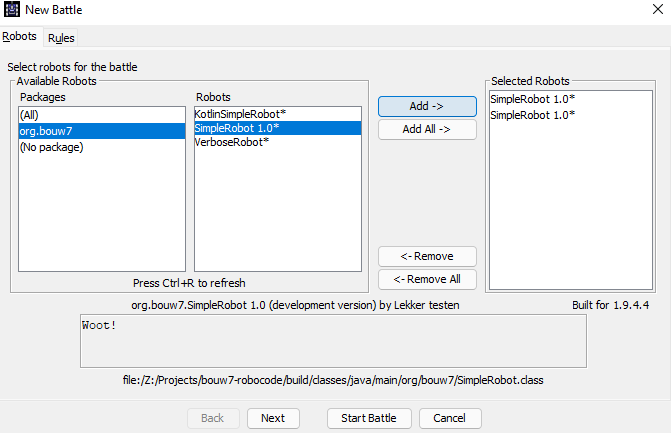 New Battle
Robots Rules
Select robots for the battle
Available Robots
Selected Robots
Packages
Robots
(All)
org.bouw7
(No package)
KotlinSimpleRobot*
SimpleRobot 1.0*
VerboseRobot*
Add ->
Add All ->
<- Remove
<- Remove All
SimpleRobot 1.0*
SimpleRobot 1.0*
Press Ctrl+R to refresh
org.bouw7.SimpleRobot 1.0 (development version) by Lekker testen
Built for 1.9.4.4
Woot!
file:/Z:/Projects/bouw7-robocode/build/classes/java/main/org/bouw7/SimpleRobot.class
Back Next Start Battle Cancel